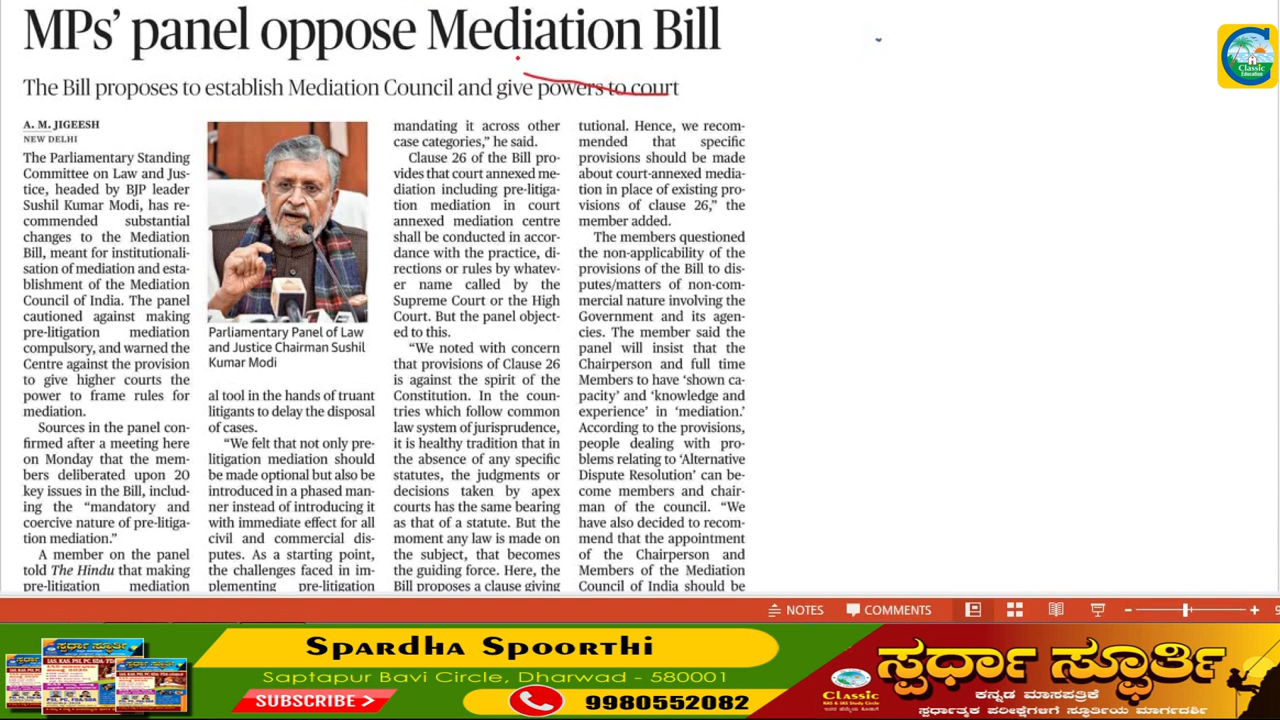 MPs' panel oppose Mediation Bill
The Bill proposes to establish Mediation Council and give powers to court
A. M. JIGEESH
NEW DELHI
The Parliamentary Standing
Committee on Law and Jus-
tice, headed by BJP leader
Sushil Kumar Modi, has re-
commended substantial
changes to the Mediation
Bill, meant for institutionali-
sation of mediation and esta-
blishment of the Mediation
Council of India. The panel
cautioned against making
pre-litigation mediation
compulsory, and warned the
Centre against the provision
to give higher courts the
power to frame rules for
mediation.
Sources in the panel con-
firmed after a meeting here
on Monday that the mem-
bers deliberated upon 20
key issues in the Bill, includ-
ing the "mandatory and
coercive nature of pre-litiga-
tion mediation."
A member on the panel
told The Hindu that making
pre-litigation mediation
Parliamentary Panel of Law
and Justice Chairman Sushil
Kumar Modi
al tool in the hands of truant
litigants to delay the disposal
of cases.
"We felt that not only pre-
litigation mediation should
be made optional but also be
introduced in a phased man-
ner instead of introducing it
with immediate effect for all
civil and commercial dis-
putes. As a starting point,
the challenges faced in im-
plementing pre-litigation
mandating it across other
case categories," he said.
Clause 26 of the Bill pro-
vides that court annexed me-
diation including pre-litiga-
tion mediation in court
annexed mediation centre
shall be conducted in accor-
dance with the practice, di-
rections or rules by whatev-
er name called by the
Supreme Court or the High
Court. But the panel object-
ed to this.
"We noted with concern
that provisions of Clause 26
is against the spirit of the
Constitution. In the coun-
tries which follow common
law system of jurisprudence,
it is healthy tradition that in
the absence of any specific
statutes, the judgments or
decisions taken by apex
courts has the same bearing
as that of a statute. But the
moment any law is made on
the subject, that becomes
the guiding force. Here, the
Bill proposes a clause giving
tutional. Hence, we recom-
mended that specific
provisions should be made
about court-annexed media-
tion in place of existing pro-
visions of clause 26," the
member added.
The members questioned
the non-applicability of the
provisions of the Bill to dis-
putes/matters of non-com-
mercial nature involving the
Government and its agen-
cies. The member said the
panel will insist that the
Chairperson and full time
Members to have 'shown ca-
pacity' and 'knowledge and
experience' in 'mediation.'
According to the provisions,
people dealing with pro-
blems relating to 'Alternative
Dispute Resolution' can be-
come members and chair-
man of the council. "We
have also decided to recom-
mend that the appointment
of the Chairperson and
Members of the Mediation
Council of India should be
Classic
Education
NOTES
COMMENTS
9
Spardha Spoorthi
Saptapur Bavi Circle, Dharwad - 580001
SUBSCRIBE >
9980552082
ಸ್ಪರ್ಧಾ ಸ್ಫೂರ್ತಿ
ಸ್ಪರ್ಧಾ ಸ್ಫೂರ್ತಿ
ಕನ್ನಡ ಮಾಸಪತ್ರಿಕೆ
ಸ್ಪರ್ಧಾತ್ಮಕ ಪರೀಕ್ಷೆಗಳಿಗೆ ಸ್ಫೂರ್ತಿಯ ಮಾರ್ಗದರ್ಶಿ
Classic
KAS & IAS Study Circle